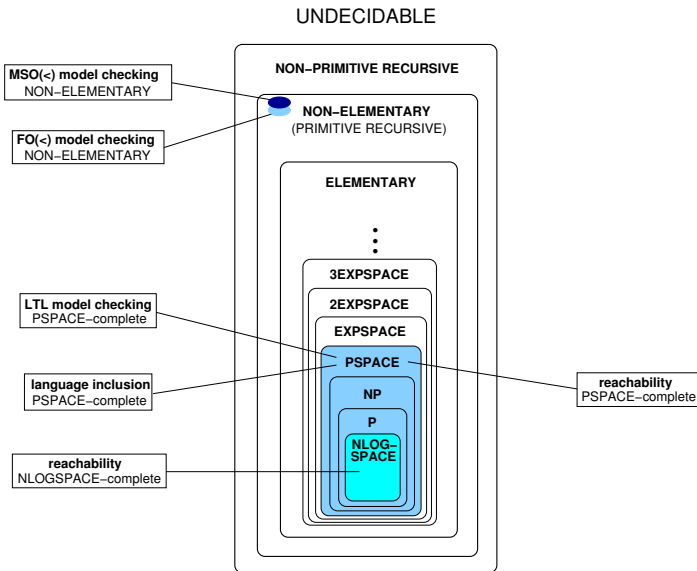 UNDECIDABLE
NON−PRIMITIVE RECURSIVE
MSO(<) model checking
NON−ELEMENTARY
NON−ELEMENTARY
(PRIMITIVE RECURSIVE)
FO(<) model checking
NON−ELEMENTARY
ELEMENTARY
3EXPSPACE
LTL model checking
PSPACE−complete
2EXPSPACE
EXPSPACE
PSPACE
language inclusion
PSPACE−complete
reachability
PSPACE−complete
NP
P
NLOG−
SPACE
reachability
NLOGSPACE−complete